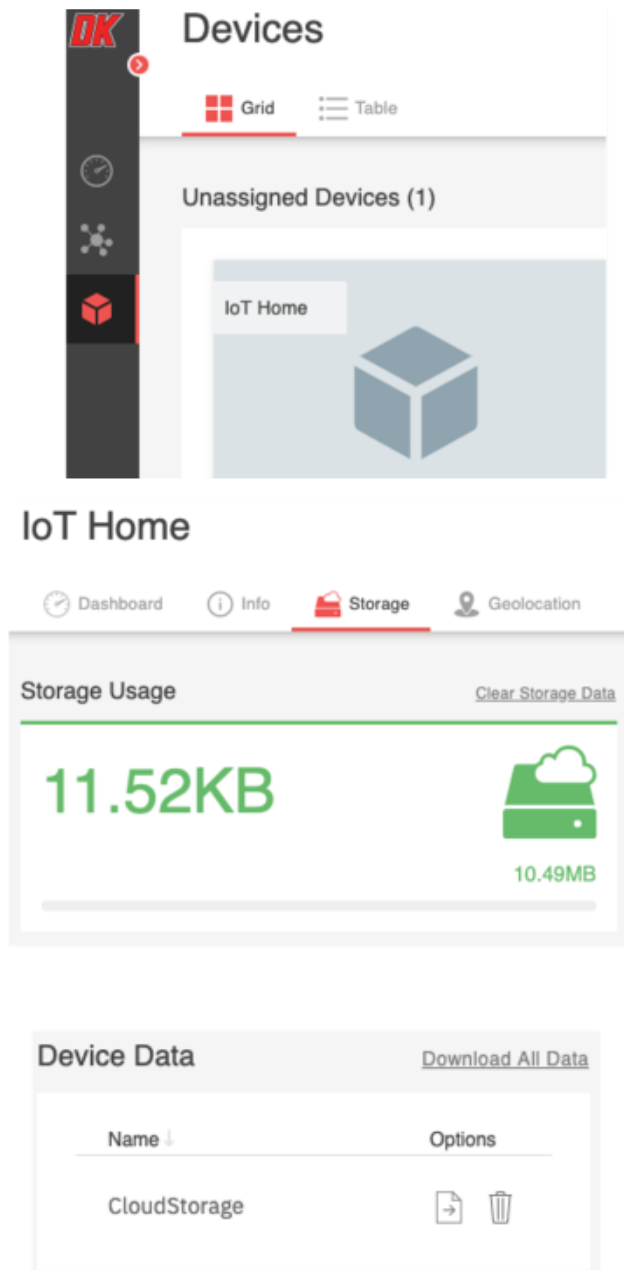 DK
Devices
Grid Table
Unassigned Devices (1)
IoT Home
IoT Home
Dashboard Info Storage Geolocation
Storage Usage Clear Storage Data
11.52KB
10.49MB
Device Data Download All Data
Name Options
CloudStorage